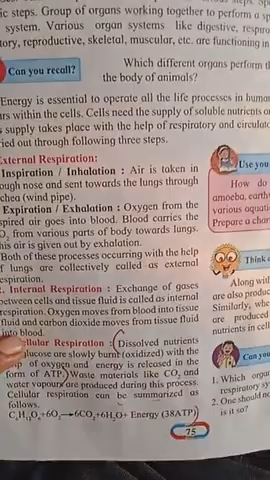 ic steps. Group of organs working together to perform a sp
system. Various organ systems like digestive, respira
tory, reproductive, skeletal, muscular, etc. are functioning in
Can you recall?
Which different organs perform th
the body of animals?
Energy is essential to operate all the life processes in human
urs within the cells. Cells need the supply of soluble nutrients or
s supply takes place with the help of respiratory and circulato
ried out through following three steps.
External Respiration:
Inspiration / Inhalation : Air is taken in
ough nose and sent towards the lungs through
chea (wind pipe).
Expiration / Exhalation : Oxygen from the
spired air goes into blood. Blood carries the
from various parts of body towards lungs.
his air is given out by exhalation.
Both of these processes occurring with the help
f lungs are collectively called as external
espiration.
Internal Respiration : Exchange of gases
between cells and tissue fluid is called as internal
respiration. Oxygen moves from blood into tissue
fluid and carbon dioxide moves from tissue fluid
into blood.
ellular Respiration : Dissolved nutrients
glucose are slowly burnt (oxidized) with the
p of oxygen and energy is released in the
form of ATP. Waste materials like CO₂ and
water vapours are produced during this process.
Cellular respiration can be summarized as
follows.
C₆H₁₂O₆+6O₂→6CO₂+6H₂O+ Energy (38ATP)
75
Use you
How do
amoeba, earthw
various aquati
Prepare a char
Think
Along with
are also produc
Similarly, whe
are produced
nutrients in cell
Can you
1. Which organ
respiratory sy
2. One should no
is it so?